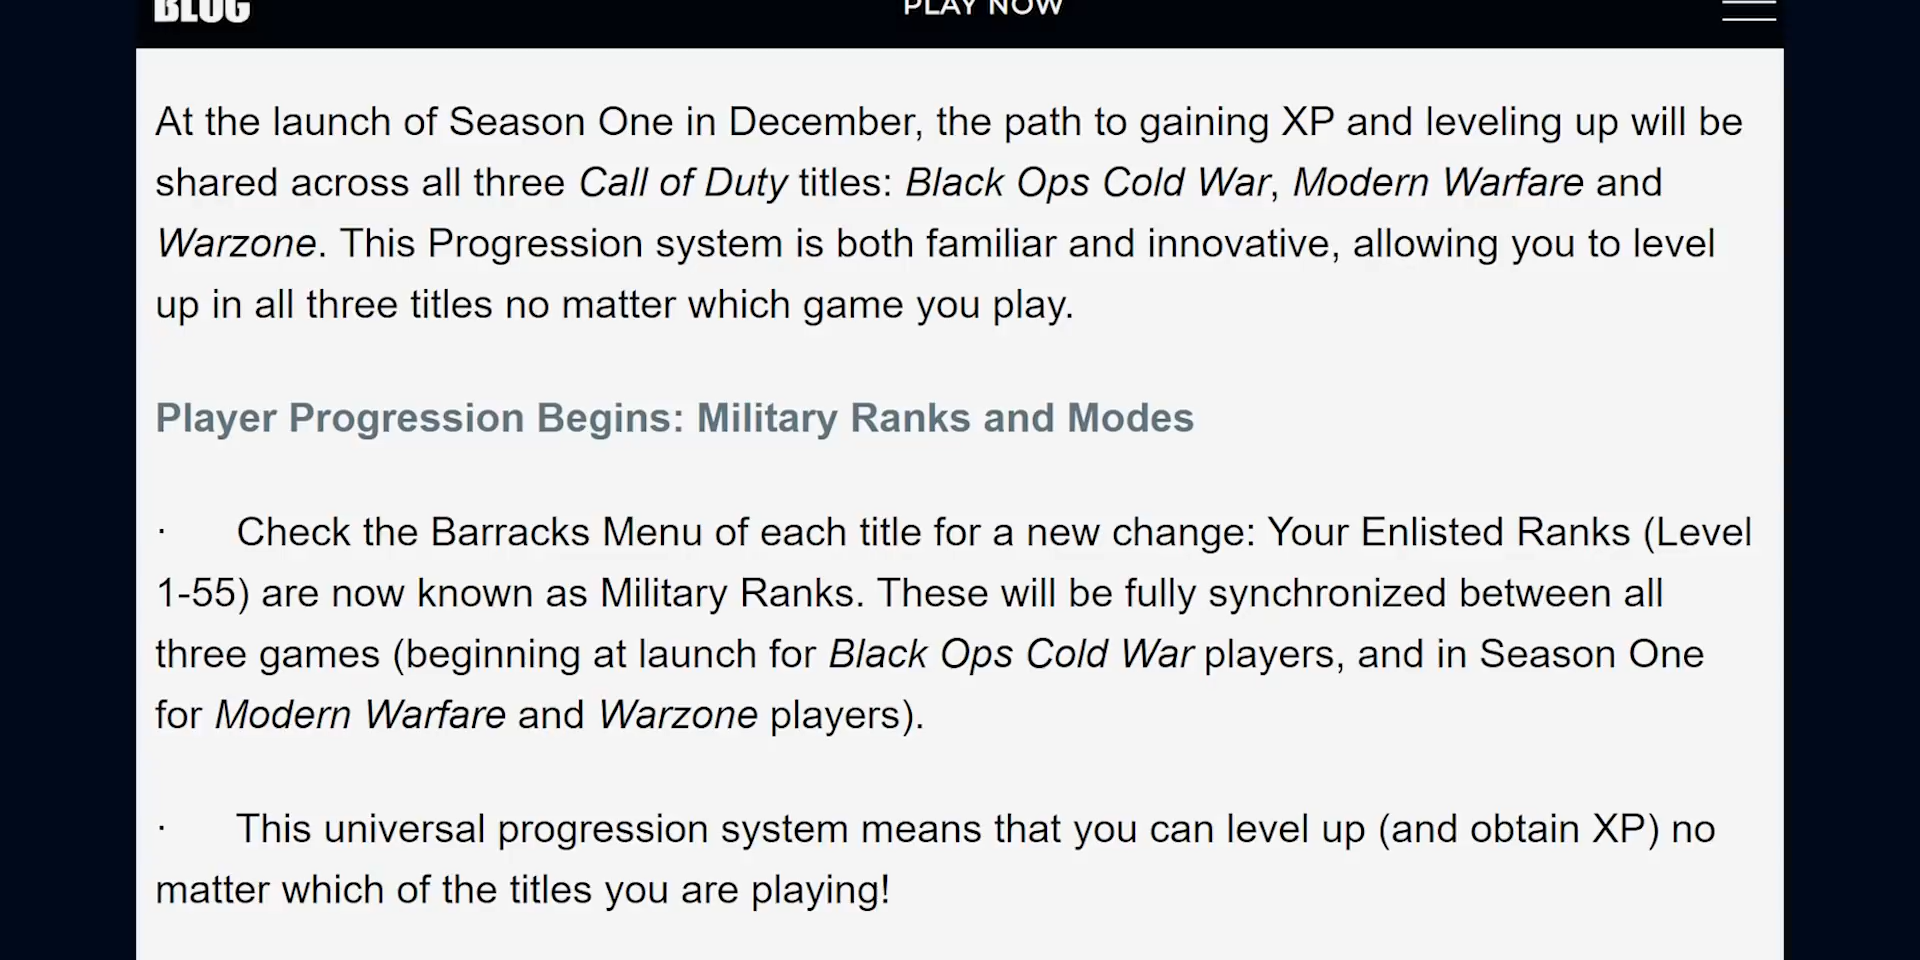 BLOG
PLAY NOW
At the launch of Season One in December, the path to gaining XP and leveling up will be
shared across all three Call of Duty titles: Black Ops Cold War, Modern Warfare and
Warzone. This Progression system is both familiar and innovative, allowing you to level
up in all three titles no matter which game you play.
Player Progression Begins: Military Ranks and Modes
· Check the Barracks Menu of each title for a new change: Your Enlisted Ranks (Level
1-55) are now known as Military Ranks. These will be fully synchronized between all
three games (beginning at launch for Black Ops Cold War players, and in Season One
for Modern Warfare and Warzone players).
· This universal progression system means that you can level up (and obtain XP) no
matter which of the titles you are playing!